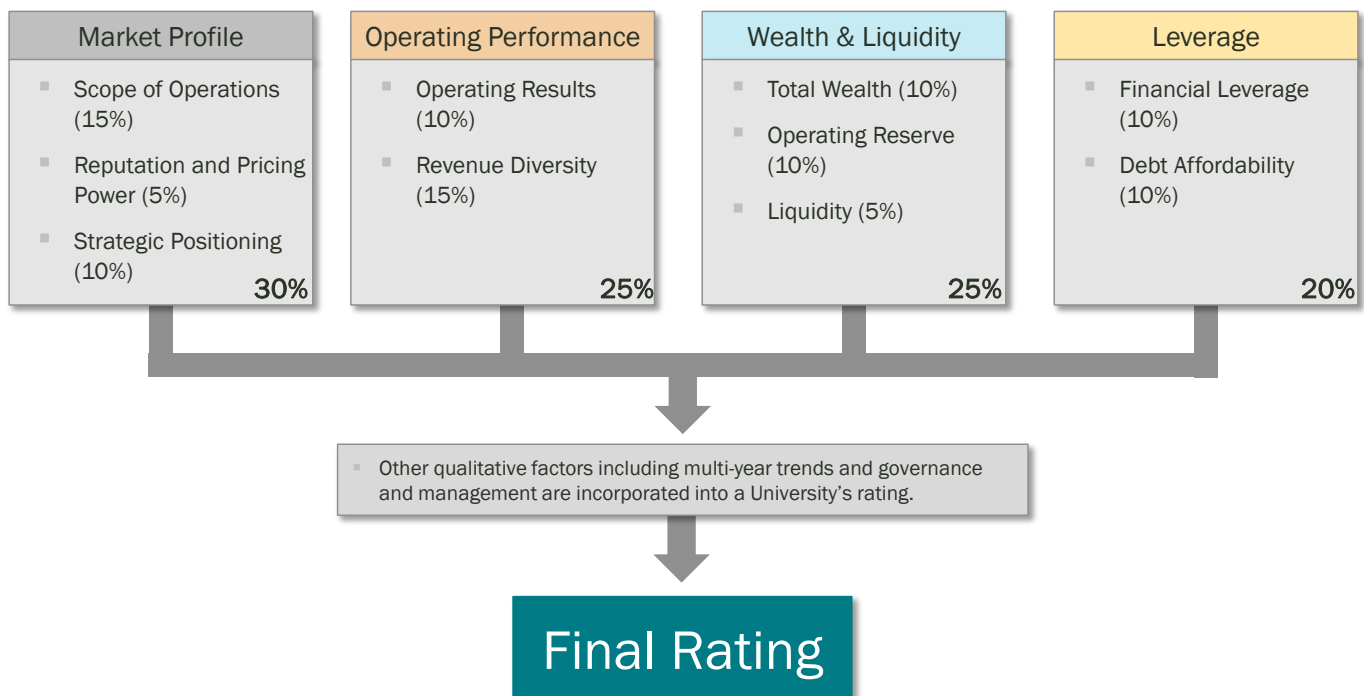 Market Profile
Scope of Operations
(15%)
Reputation and Pricing
Power (5%)
Strategic Positioning
(10%)
30%
Operating Performance
Operating Results
(10%)
Revenue Diversity
(15%)
25%
Wealth & Liquidity
Total Wealth (10%)
Operating Reserve
(10%)
Liquidity (5%)
25%
Leverage
Financial Leverage
(10%)
Debt Affordability
(10%)
20%
Other qualitative factors including multi-year trends and governance
and management are incorporated into a University's rating.
Final Rating